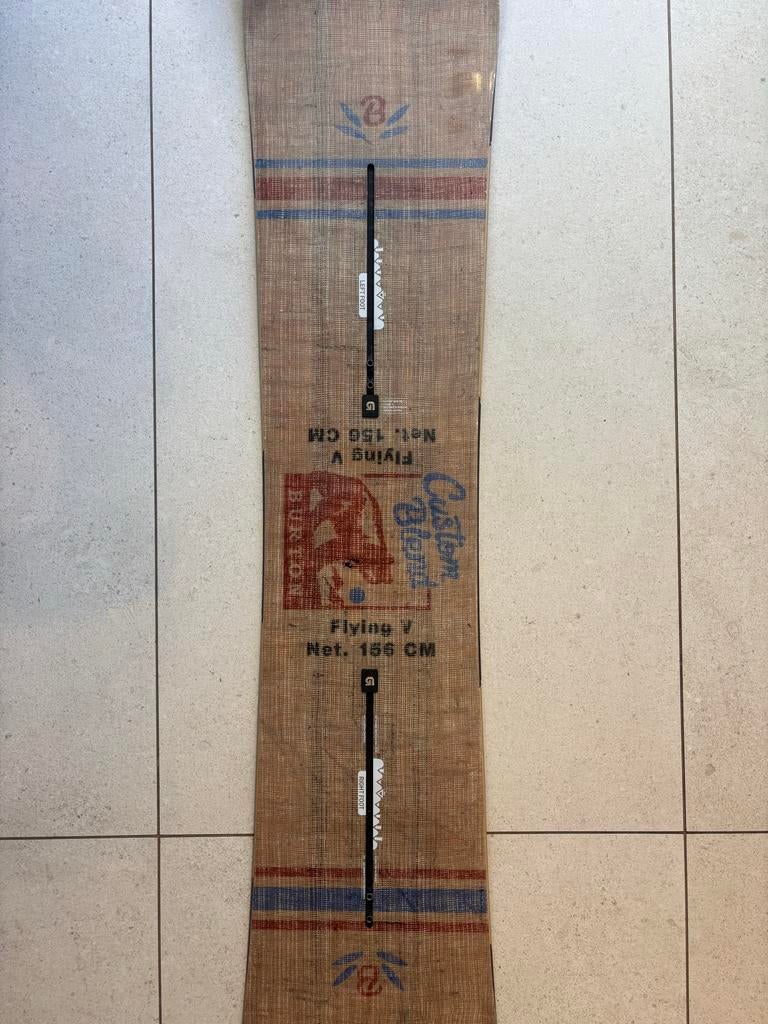 B
LEFT FOOT
Flying V
Net. 156 CM
BURTON
Custom
Blend
Flying V
Net. 156 CM
RIGHT FOOT
B